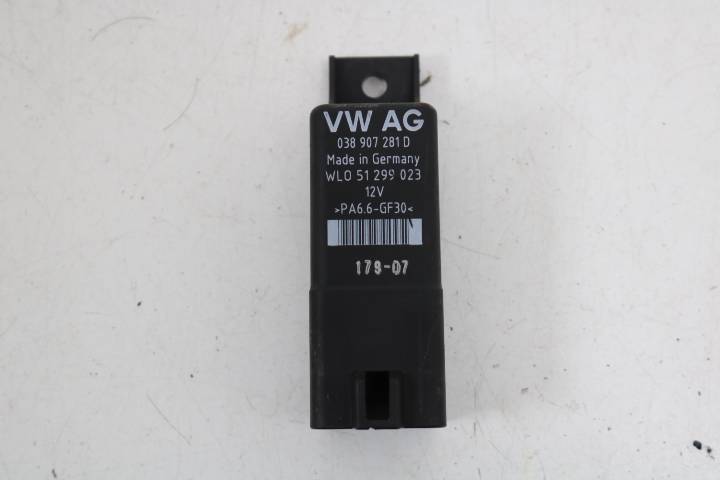 VW AG
038 907 281 D
Made in Germany
WLO 51 299 023
12V
>PA6.6-GF30<
179-07